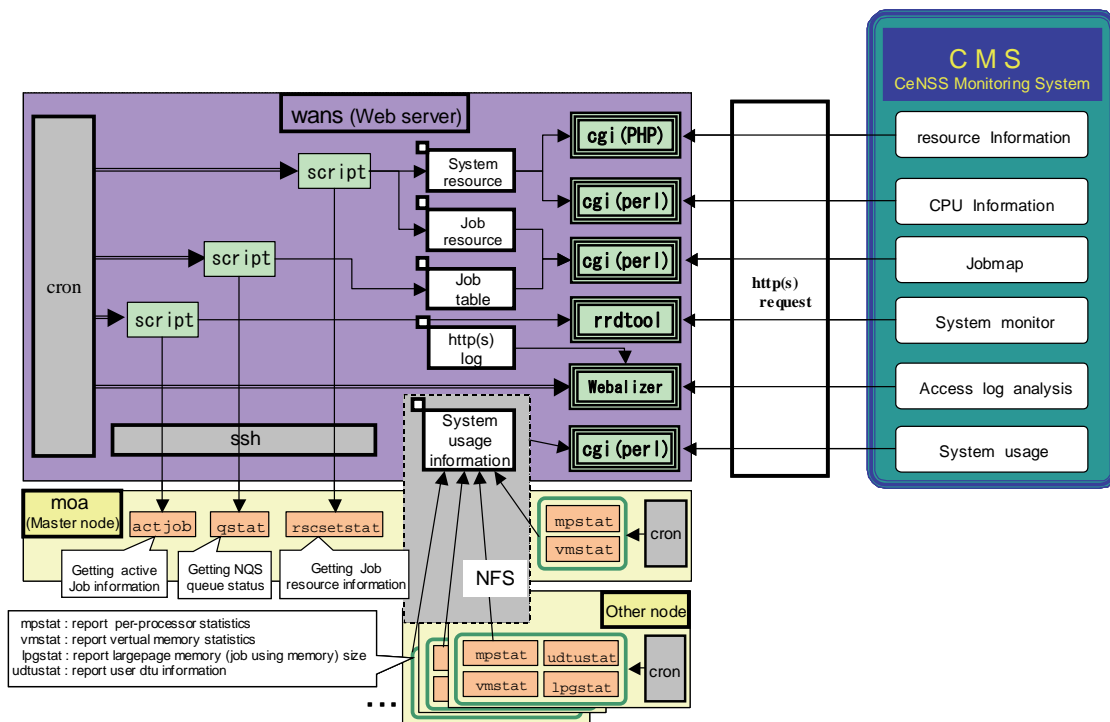 C M S
CeNSS Monitoring System
wans (Web server)
cron
script
script
script
System
resource
Job
resource
Job
table
http(s)
log
cgi(PHP)
cgi(perl)
cgi(perl)
rrdtool
Webalizer
cgi(perl)
http(s)
request
resource Information
CPU Information
Jobmap
System monitor
Access log analysis
System usage
ssh
System
usage
information
moa
(Master node)
actjob
qstat
rscsetstat
Getting active
Job information
Getting NQS
queue status
Getting Job
resource information
NFS
mpstat
vmstat
cron
Other node
mpstat : report per-processor statistics
vmstat : report vertual memory statistics
lpgstat : report largepage memory (job using memory) size
udtustat : report user dtu information
mpstat
udtustat
vmstat
lpgstat
cron
...